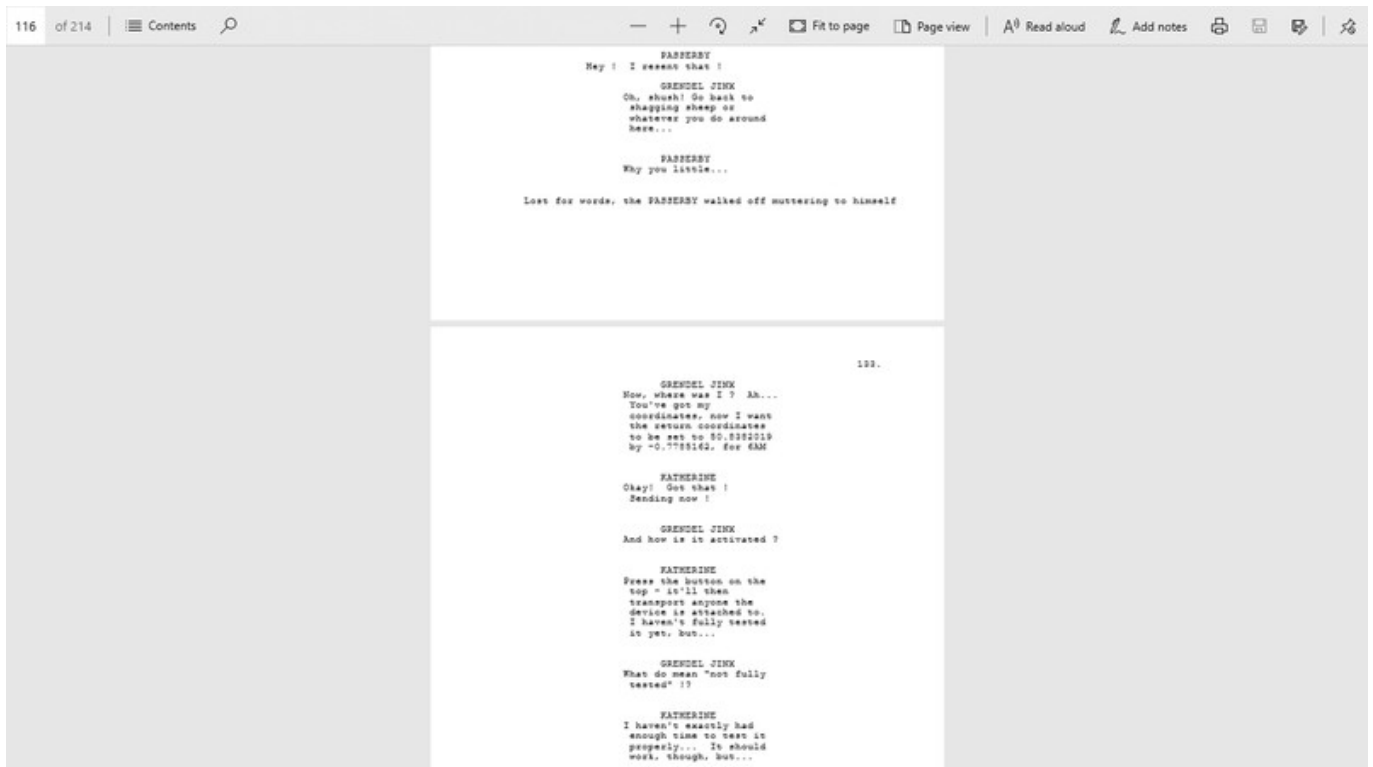 116 of 214 Contents Fit to page Page view Read aloud Add notes
PASSERBY
Hey ! I resent that !
GRENDEL JINX
Oh, shush! Go back to
shagging sheep or
whatever you do around
here...
PASSERBY
Why you little...
Lost for words, the PASSERBY walked off muttering to himself
GRENDEL JINX
Now, where was I ? Ah...
You've got my
coordinates, now I want
the return coordinates
to be set to
by for 6AM
KATHERINE
Okay! Got that !
Sending now !
GRENDEL JINX
And how is it activated ?
KATHERINE
Press the button on the
top - it'll then
transport anyone the
device is attached to.
I haven't fully tested
it yet, but...
GRENDEL JINX
What do mean "not fully
tested" !?
KATHERINE
I haven't exactly had
enough time to test it
properly... It should
work, though, but...